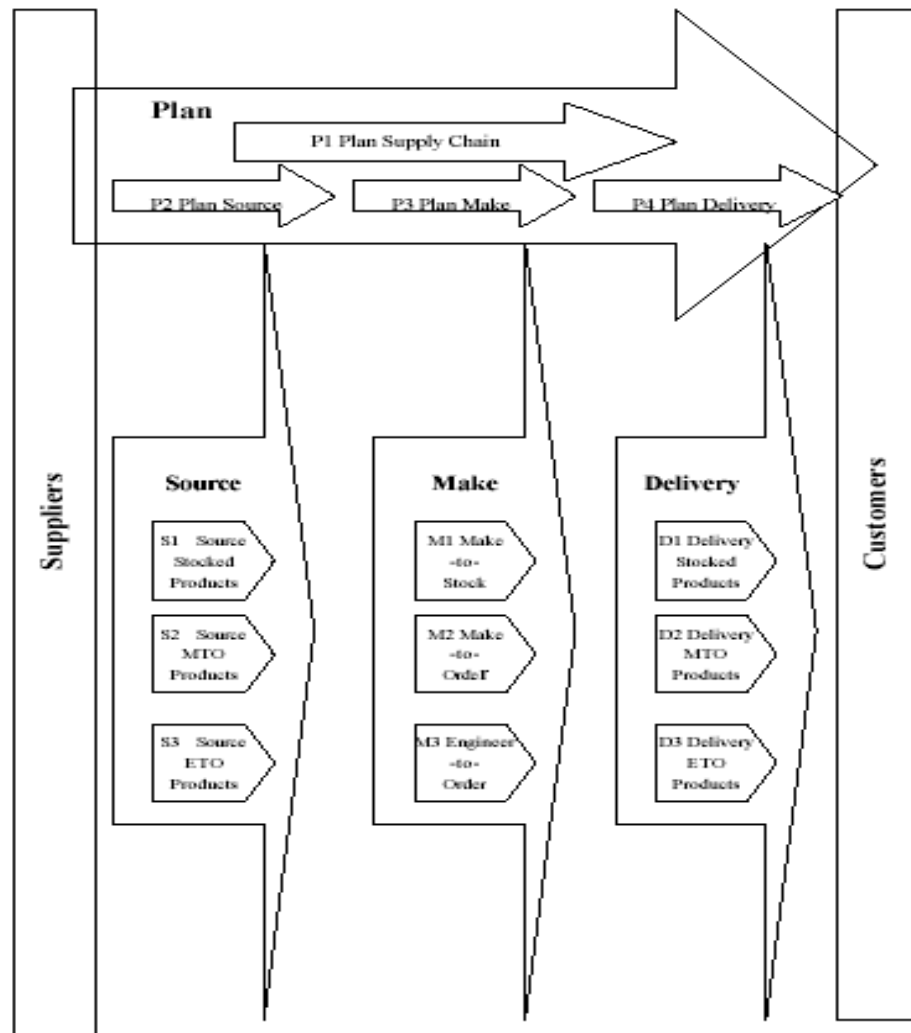 Plan
P1 Plan Supply Chain
P2 Plan Source
P3 Plan Make
P4 Plan Delivery
Suppliers
Customers
Source
S1 Source
Stocked
Products
S2 Source
MTO
Products
S3 Source
ETO
Products
Make
M1 Make
-to-
Stock
M2 Make
-to-
Ordeff
M3 Engineer
-to-
Order
Delivery
D1 Delivery
Stocked
Products
D2 Delivery
MTO
Products
D3 Delivery
ETO
Products